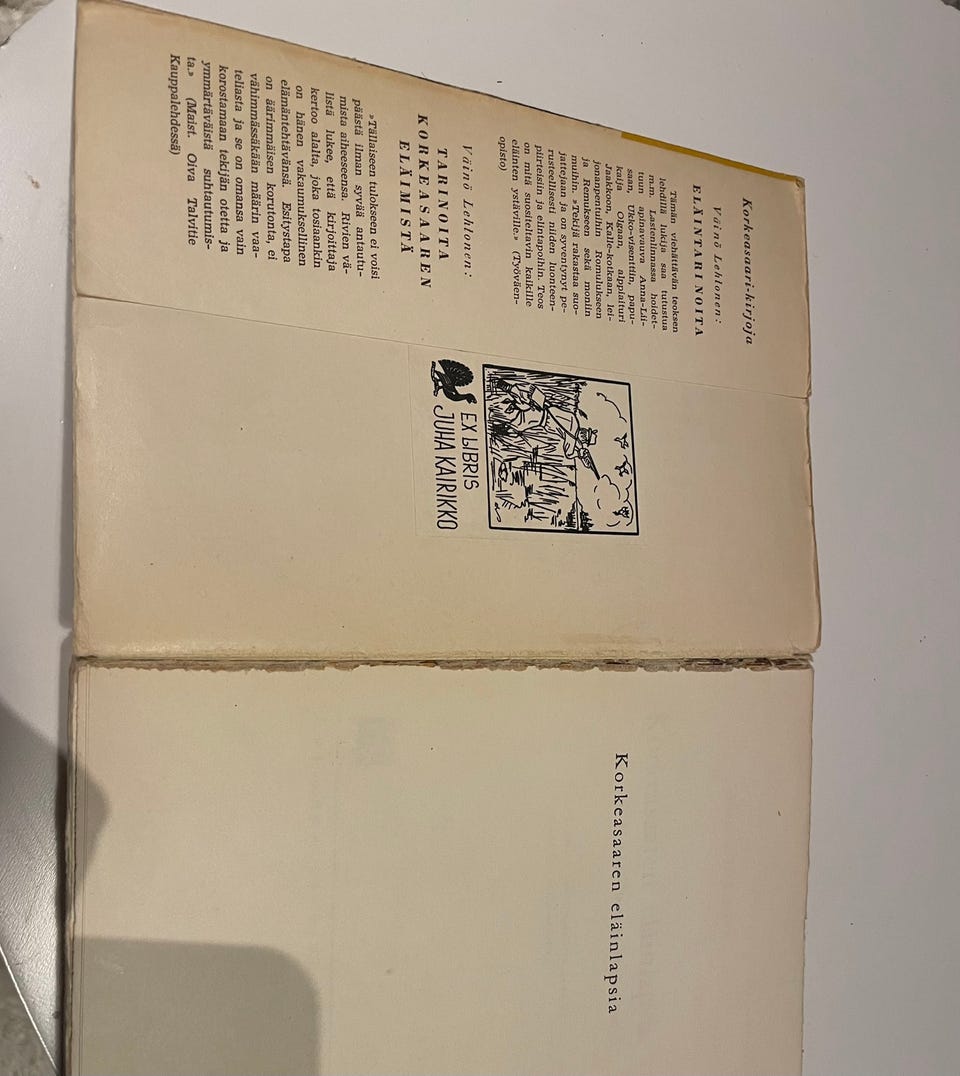 Korkeasaari-kirjoja
Väinö Lehtonen:
ELÄINTARINOITA
Tämän viehättävän teoksen
lehdillä lukija saa tutustua
m.m. Lastenlinnassa hoidet-
tuun apinavauva Anna-Lii-
saan, Ukko-visenttiin, papu-
kaija Olgaan, alppiaituri
Jaakkoon, Kalle-kotkaan, lei-
jonanpentuihin Romulukseen
ja Remukseen sekä moniin
muihin. »Tekijä rakastaa suo-
jattejaan ja on syventynyt pe-
rusteellisesti niiden luonteen-
piirteisiin ja elintapoihin. Teos
on mitä suositeltavin kaikille
eläinten ystäville.» (Työväen-
opisto)
Väinö Lehtonen:
TARINOITA
KORKEASAAREN
ELÄIMISTÄ
»Tällaiseen tulokseen ei voisi
päästä ilman syvää antautu-
mista aiheeseensa. Rivien vä-
listä lukee, että kirjoittaja
kertoo alalta, joka tosiaankin
on hänen vakaumuksellinen
elämäntehtävänsä. Esitystapa
on äärimmäisen korutonta, ei
vähimmässäkään määrin vaa-
teliasta ja se on omansa vain
korostamaan tekijän otetta ja
ymmärtäväistä suhtautumis-
ta.» (Maist. Oiva Talvitie
Kauppalehdessä)
EX LIBRIS
JUHA KAIRIKKO
Korkeasaaren eläinlapsia